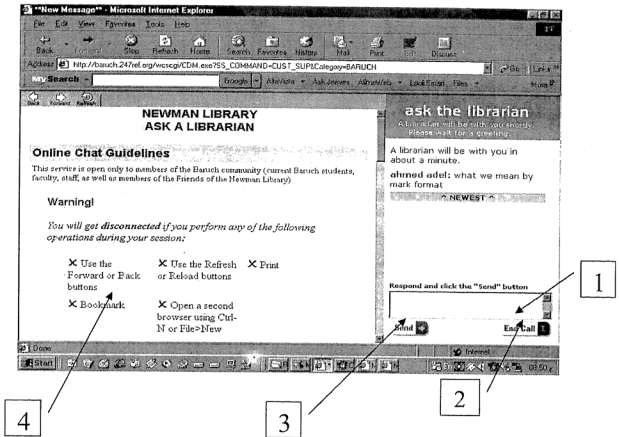 **New Message** - Microsoft Internet Explorer
File Edit View Favorites Tools Help
Back Forward Stop Refresh Home Search Favorites History Mail Print Edit Discuss
Address http://baruch.247ref.org/wcscgi/CDM.exe?SS_COMMAND=CUST_SUP&Category=BARUCH Go Links »
MySearch Google AltaVista Ask Jeeves AlltheWeb LookSmart Files More
Back Forward Refresh
NEWMAN LIBRARY
ASK A LIBRARIAN
Online Chat Guidelines
This service is open only to members of the Baruch community (current Baruch students,
faculty, staff, as well as members of the Friends of the Newman Library)
Warning!
You will get disconnected if you perform any of the following
operations during your session:
X Use the
Forward or Back
buttons
X Use the Refresh
or Reload buttons
X Print
X Bookmark
X Open a second
browser using Ctrl-
N or File>New
ask the librarian
A Librarian will be with you shortly.
Please wait for a greeting.
A librarian will be with you in
about a minute.
ahmed adel: what we mean by
mark format
^ NEWEST ^
Respond and click the "Send" button
Send
End Call
Done
Internet
Start
En
1
2
3
4